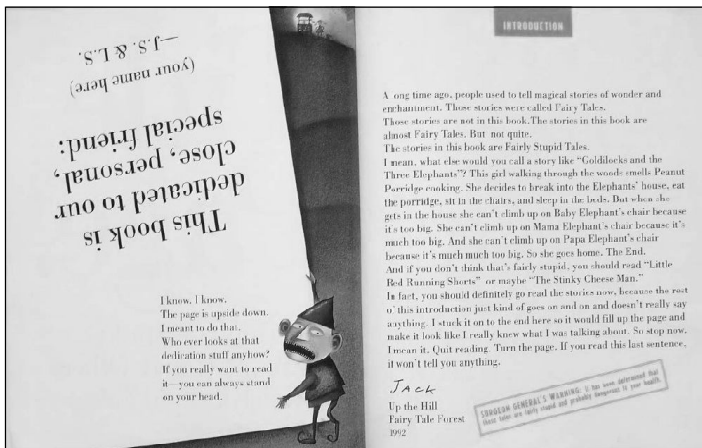 This book is
dedicated to our
close, personal,
special friend:
(your name here)
—J.S. & L.S.
I know, I know.
The page is upside down.
I meant to do that.
Who ever looks at that
dedication stuff anyhow?
If you really want to read
it—you can always stand
on your head.
INTRODUCTION
A long time ago, people used to tell magical stories of wonder and
enchantment. Those stories were called Fairy Tales.
Those stories are not in this book. The stories in this book are
almost Fairy Tales. But not quite.
The stories in this book are Fairly Stupid Tales.
I mean, what else would you call a story like “Goldilocks and the
Three Elephants”? This girl walking through the woods smells Peanut
Porridge cooking. She decides to break into the Elephants’ house, eat
the porridge, sit in the chairs, and sleep in the beds. But when she
gets in the house she can’t climb up on Baby Elephant’s chair because
it’s too big. She can’t climb up on Mama Elephant’s chair because it’s
much too big. And she can’t climb up on Papa Elephant’s chair
because it’s much much too big. So she goes home. The End.
And if you don’t think that’s fairly stupid, you should read “Little
Red Running Shorts” or maybe “The Stinky Cheese Man.”
In fact, you should definitely go read the stories now, because the rest
of this introduction just kind of goes on and on and doesn’t really say
anything. I stuck it on to the end here so it would fill up the page and
make it look like I really knew what I was talking about. So stop now.
I mean it. Quit reading. Turn the page. If you read this last sentence,
it won’t tell you anything.
JACK
Up the Hill
Fairy Tale Forest
1992
SURGEON GENERAL'S WARNING: It has been determined that
these tales are fairly stupid and probably dangerous to your health.